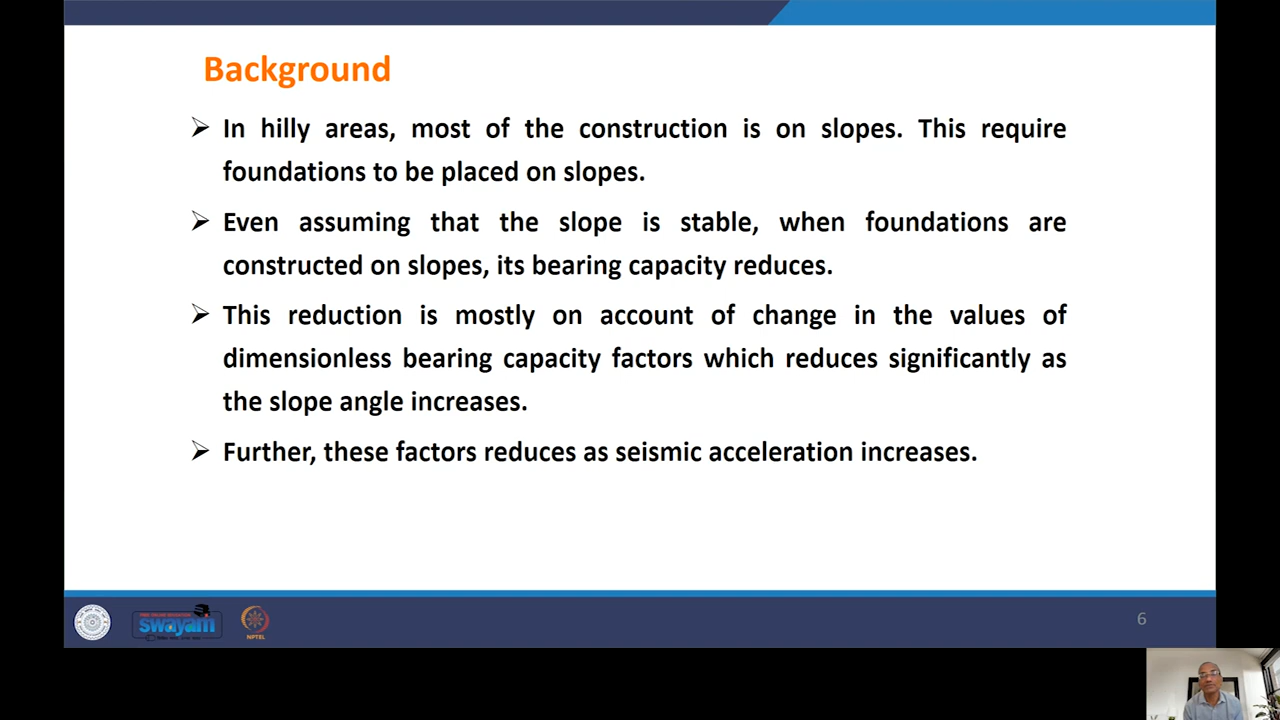 Background
➢ In hilly areas, most of the construction is on slopes. This require
foundations to be placed on slopes.
➢ Even assuming that the slope is stable, when foundations are
constructed on slopes, its bearing capacity reduces.
➢ This reduction is mostly on account of change in the values of
dimensionless bearing capacity factors which reduces significantly as
the slope angle increases.
➢ Further, these factors reduces as seismic acceleration increases.
swayam
NPTEL
6